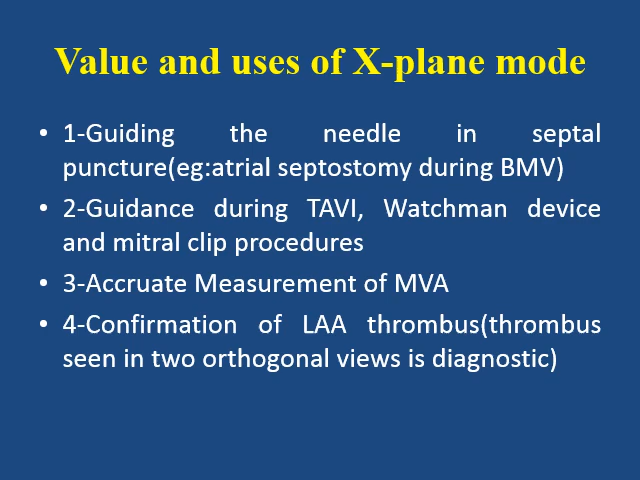 Value and uses of X-plane mode
• 1-Guiding the needle in septal
puncture(eg:atrial septostomy during BMV)
• 2-Guidance during TAVI, Watchman device
and mitral clip procedures
• 3-Accruate Measurement of MVA
• 4-Confirmation of LAA thrombus(thrombus
seen in two orthogonal views is diagnostic)